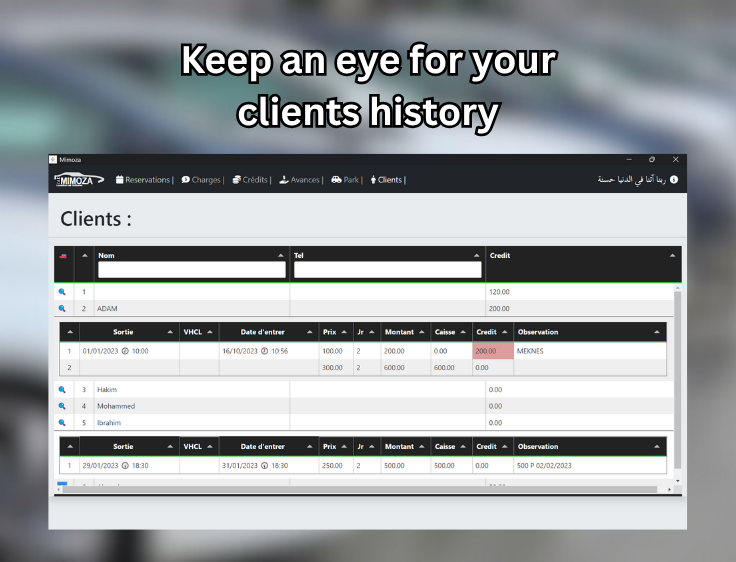 Keep an eye for your
clients history
Mimoza
MIMOZA Reservations | Charges | Crédits | Avances | Park | Clients | ربنا آتنا في الدنيا حسنة
Clients :
Nom Tel Credit
1 120.00
2 ADAM 200.00
Sortie VHCL Date d'entrer Prix Jr Montant Caisse Credit Observation
1 01/01/2023 10:00 16/10/2023 10:56 100.00 2 200.00 0.00 200.00 MEKNES
2 300.00 2 600.00 600.00 0.00
3 Hakim 0.00
4 Mohammed 0.00
5 Ibrahim 0.00
Sortie VHCL Date d'entrer Prix Jr Montant Caisse Credit Observation
1 29/01/2023 18:30 31/01/2023 18:30 250.00 2 500.00 500.00 0.00 500 P 02/02/2023